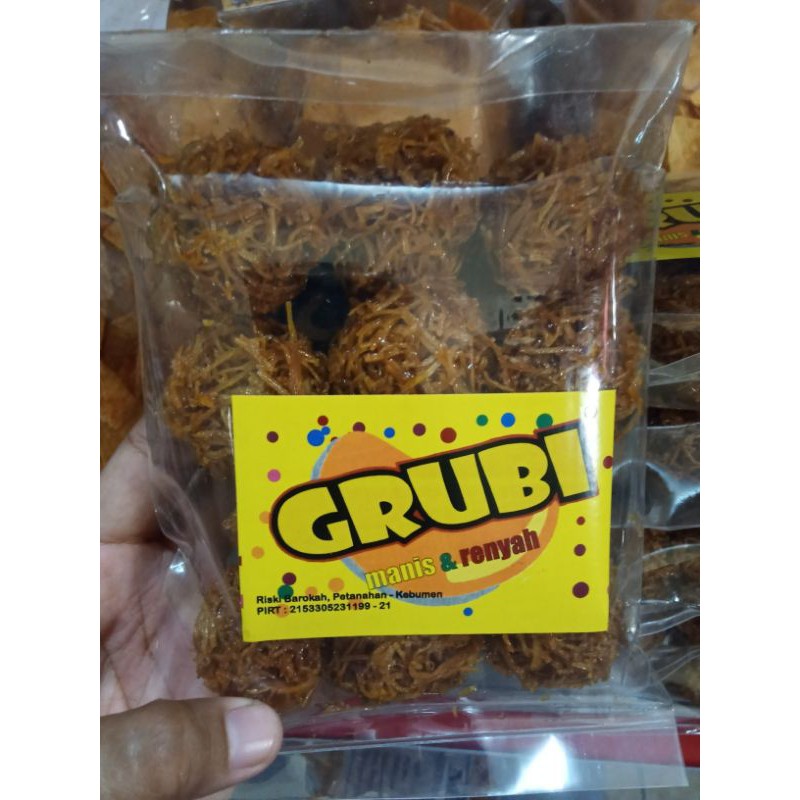 GRUBI
manis & renyah
Riski Barokah, Petanahan - Kebumen
PIRT : 2153305231199 - 21